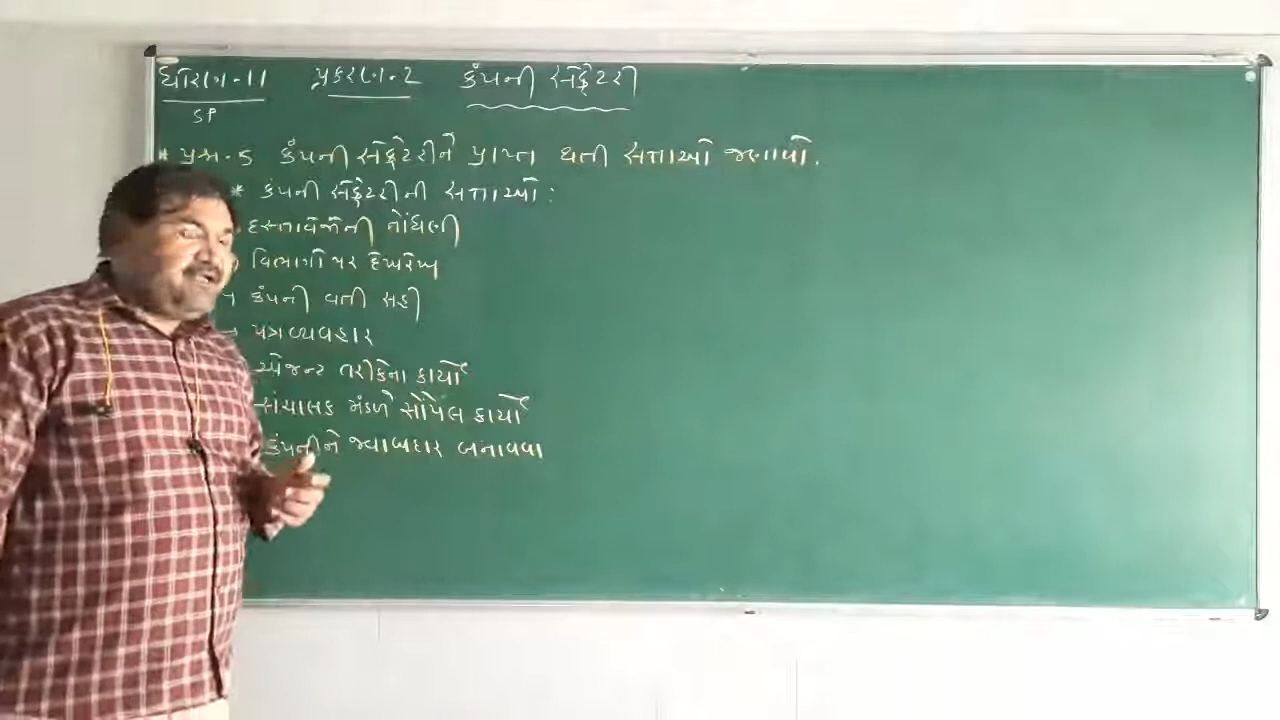 ધોરણ-11 પ્રકરણ-2 કંપની સેક્રેટરી
SP
* પ્રશ્ન-5 કંપની સેક્રેટરીને પ્રાપ્ત થતી સત્તાઓ જણાવો.
* કંપની સેક્રેટરીની સત્તાઓ:
દસ્તાવેજોની નોંધણી
વિભાગો પર દેખરેખ
કંપની વતી સહી
→ પત્રવ્યવહાર
એજન્ટ તરીકેના કાર્યો
સંચાલક મંડળે સોંપેલ કાર્યો
કંપનીને જવાબદાર બનાવવા